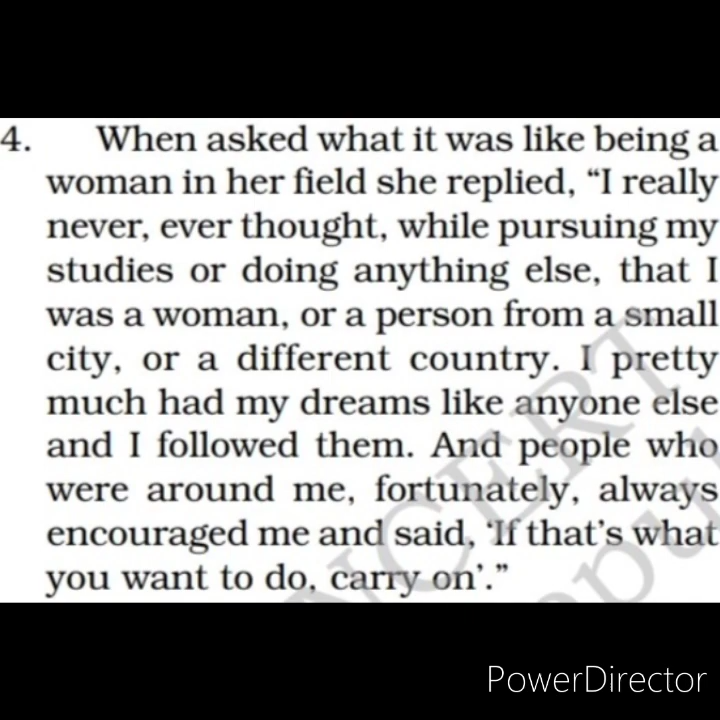 4. When asked what it was like being a
woman in her field she replied, “I really
never, ever thought, while pursuing my
studies or doing anything else, that I
was a woman, or a person from a small
city, or a different country. I pretty
much had my dreams like anyone else
and I followed them. And people who
were around me, fortunately, always
encouraged me and said, ‘If that’s what
you want to do, carry on’.”
NCERT
PowerDirector